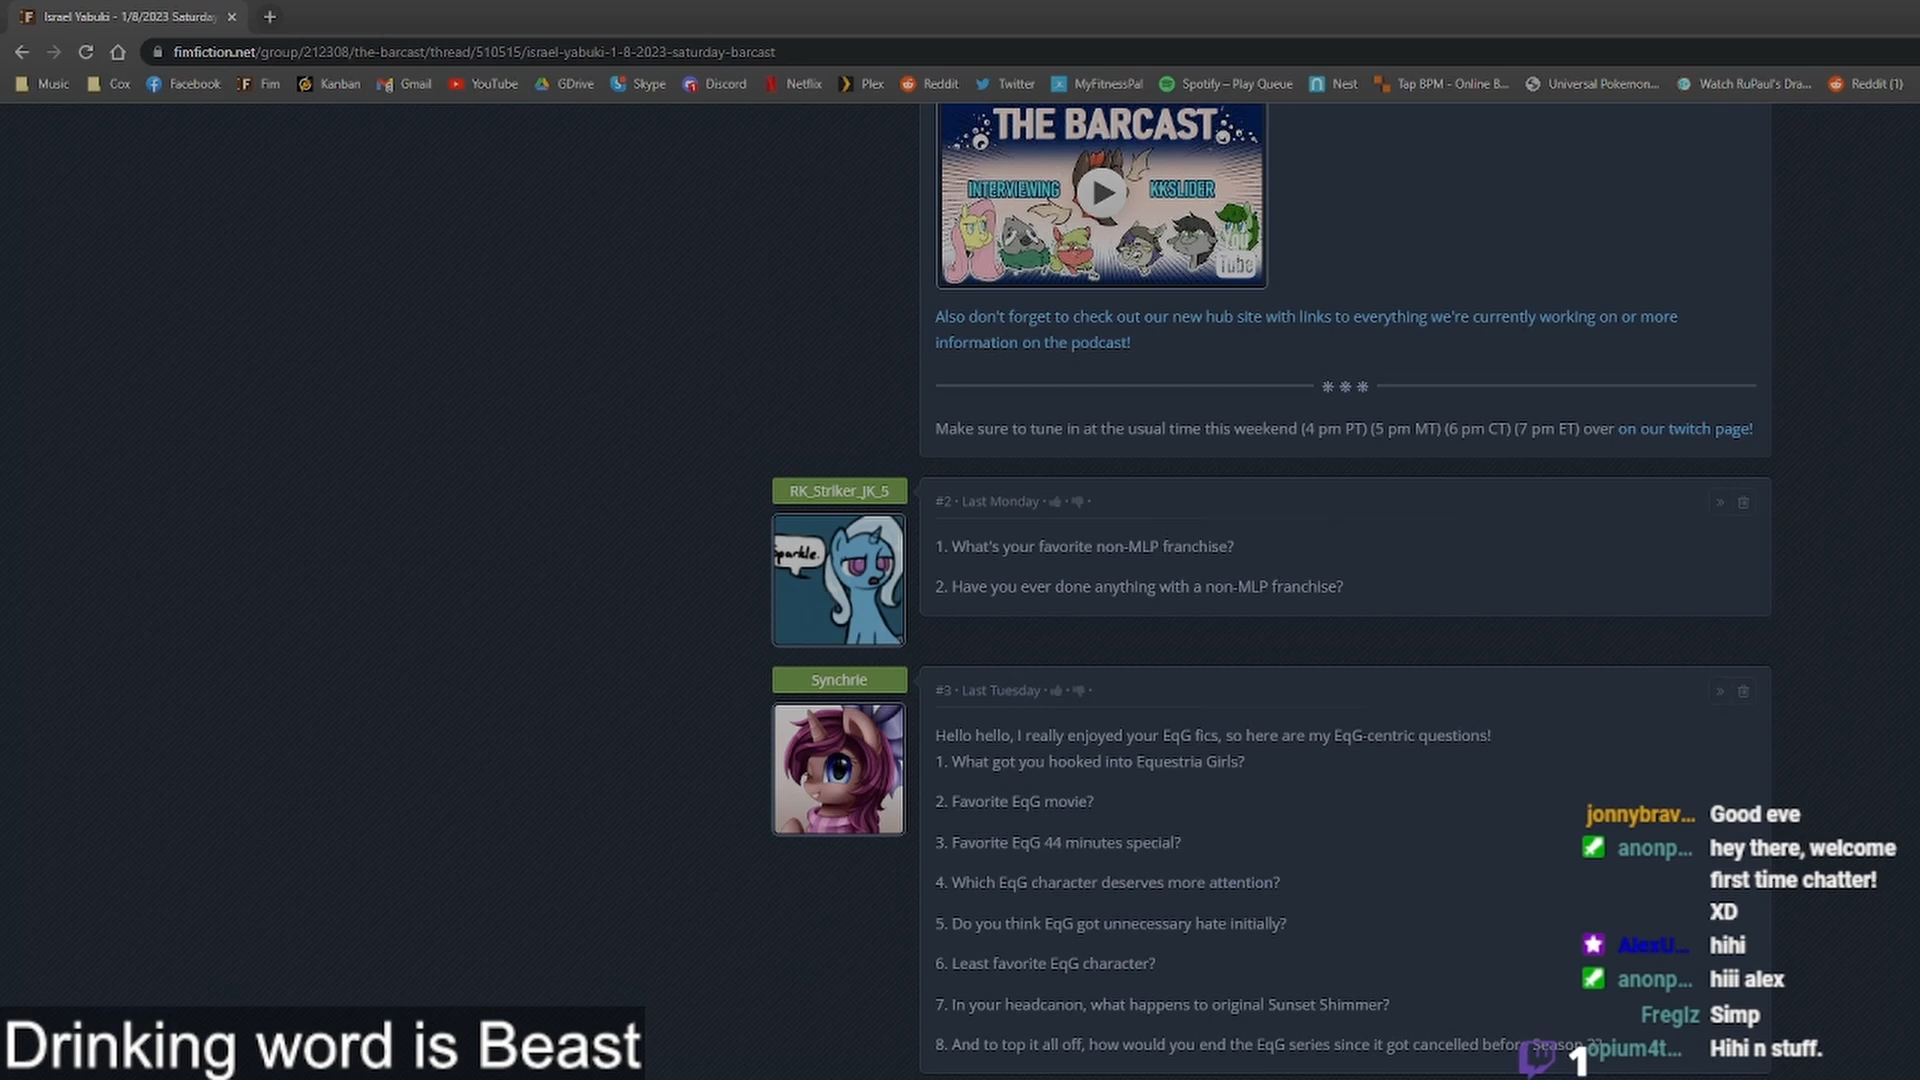 Israel Yabuki - 1/8/2023 Saturday
fimfiction.net/group/212308/the-barcast/thread/510515/israel-yabuki-1-8-2023-saturday-barcast
Music Cox Facebook Fim Kanban Gmail YouTube GDrive Skype Discord Netflix Plex Reddit Twitter MyFitnessPal Spotify – Play Queue Nest Tap BPM - Online B... Universal Pokemon... Watch RuPaul's Dra... Reddit (1)
THE BARCAST
INTERVIEWING KKSLIDER
You
Tube
Also don't forget to check out our new hub site with links to everything we're currently working on or more
information on the podcast!
Make sure to tune in at the usual time this weekend (4 pm PT) (5 pm MT) (6 pm CT) (7 pm ET) over on our twitch page!
RK_Striker_JK_5
#2 · Last Monday ·
sparkle.
1. What's your favorite non-MLP franchise?
2. Have you ever done anything with a non-MLP franchise?
Synchrie
#3 · Last Tuesday ·
Hello hello, I really enjoyed your EqG fics, so here are my EqG-centric questions!
1. What got you hooked into Equestria Girls?
2. Favorite EqG movie?
3. Favorite EqG 44 minutes special?
4. Which EqG character deserves more attention?
5. Do you think EqG got unnecessary hate initially?
6. Least favorite EqG character?
7. In your headcanon, what happens to original Sunset Shimmer?
8. And to top it all off, how would you end the EqG series since it got cancelled before Season
jonnybrav... Good eve
anonp... hey there, welcome
first time chatter!
XD
AlexU... hihi
anonp... hiii alex
Freglz Simp
opium4t... Hihi n stuff.
1
Drinking word is Beast